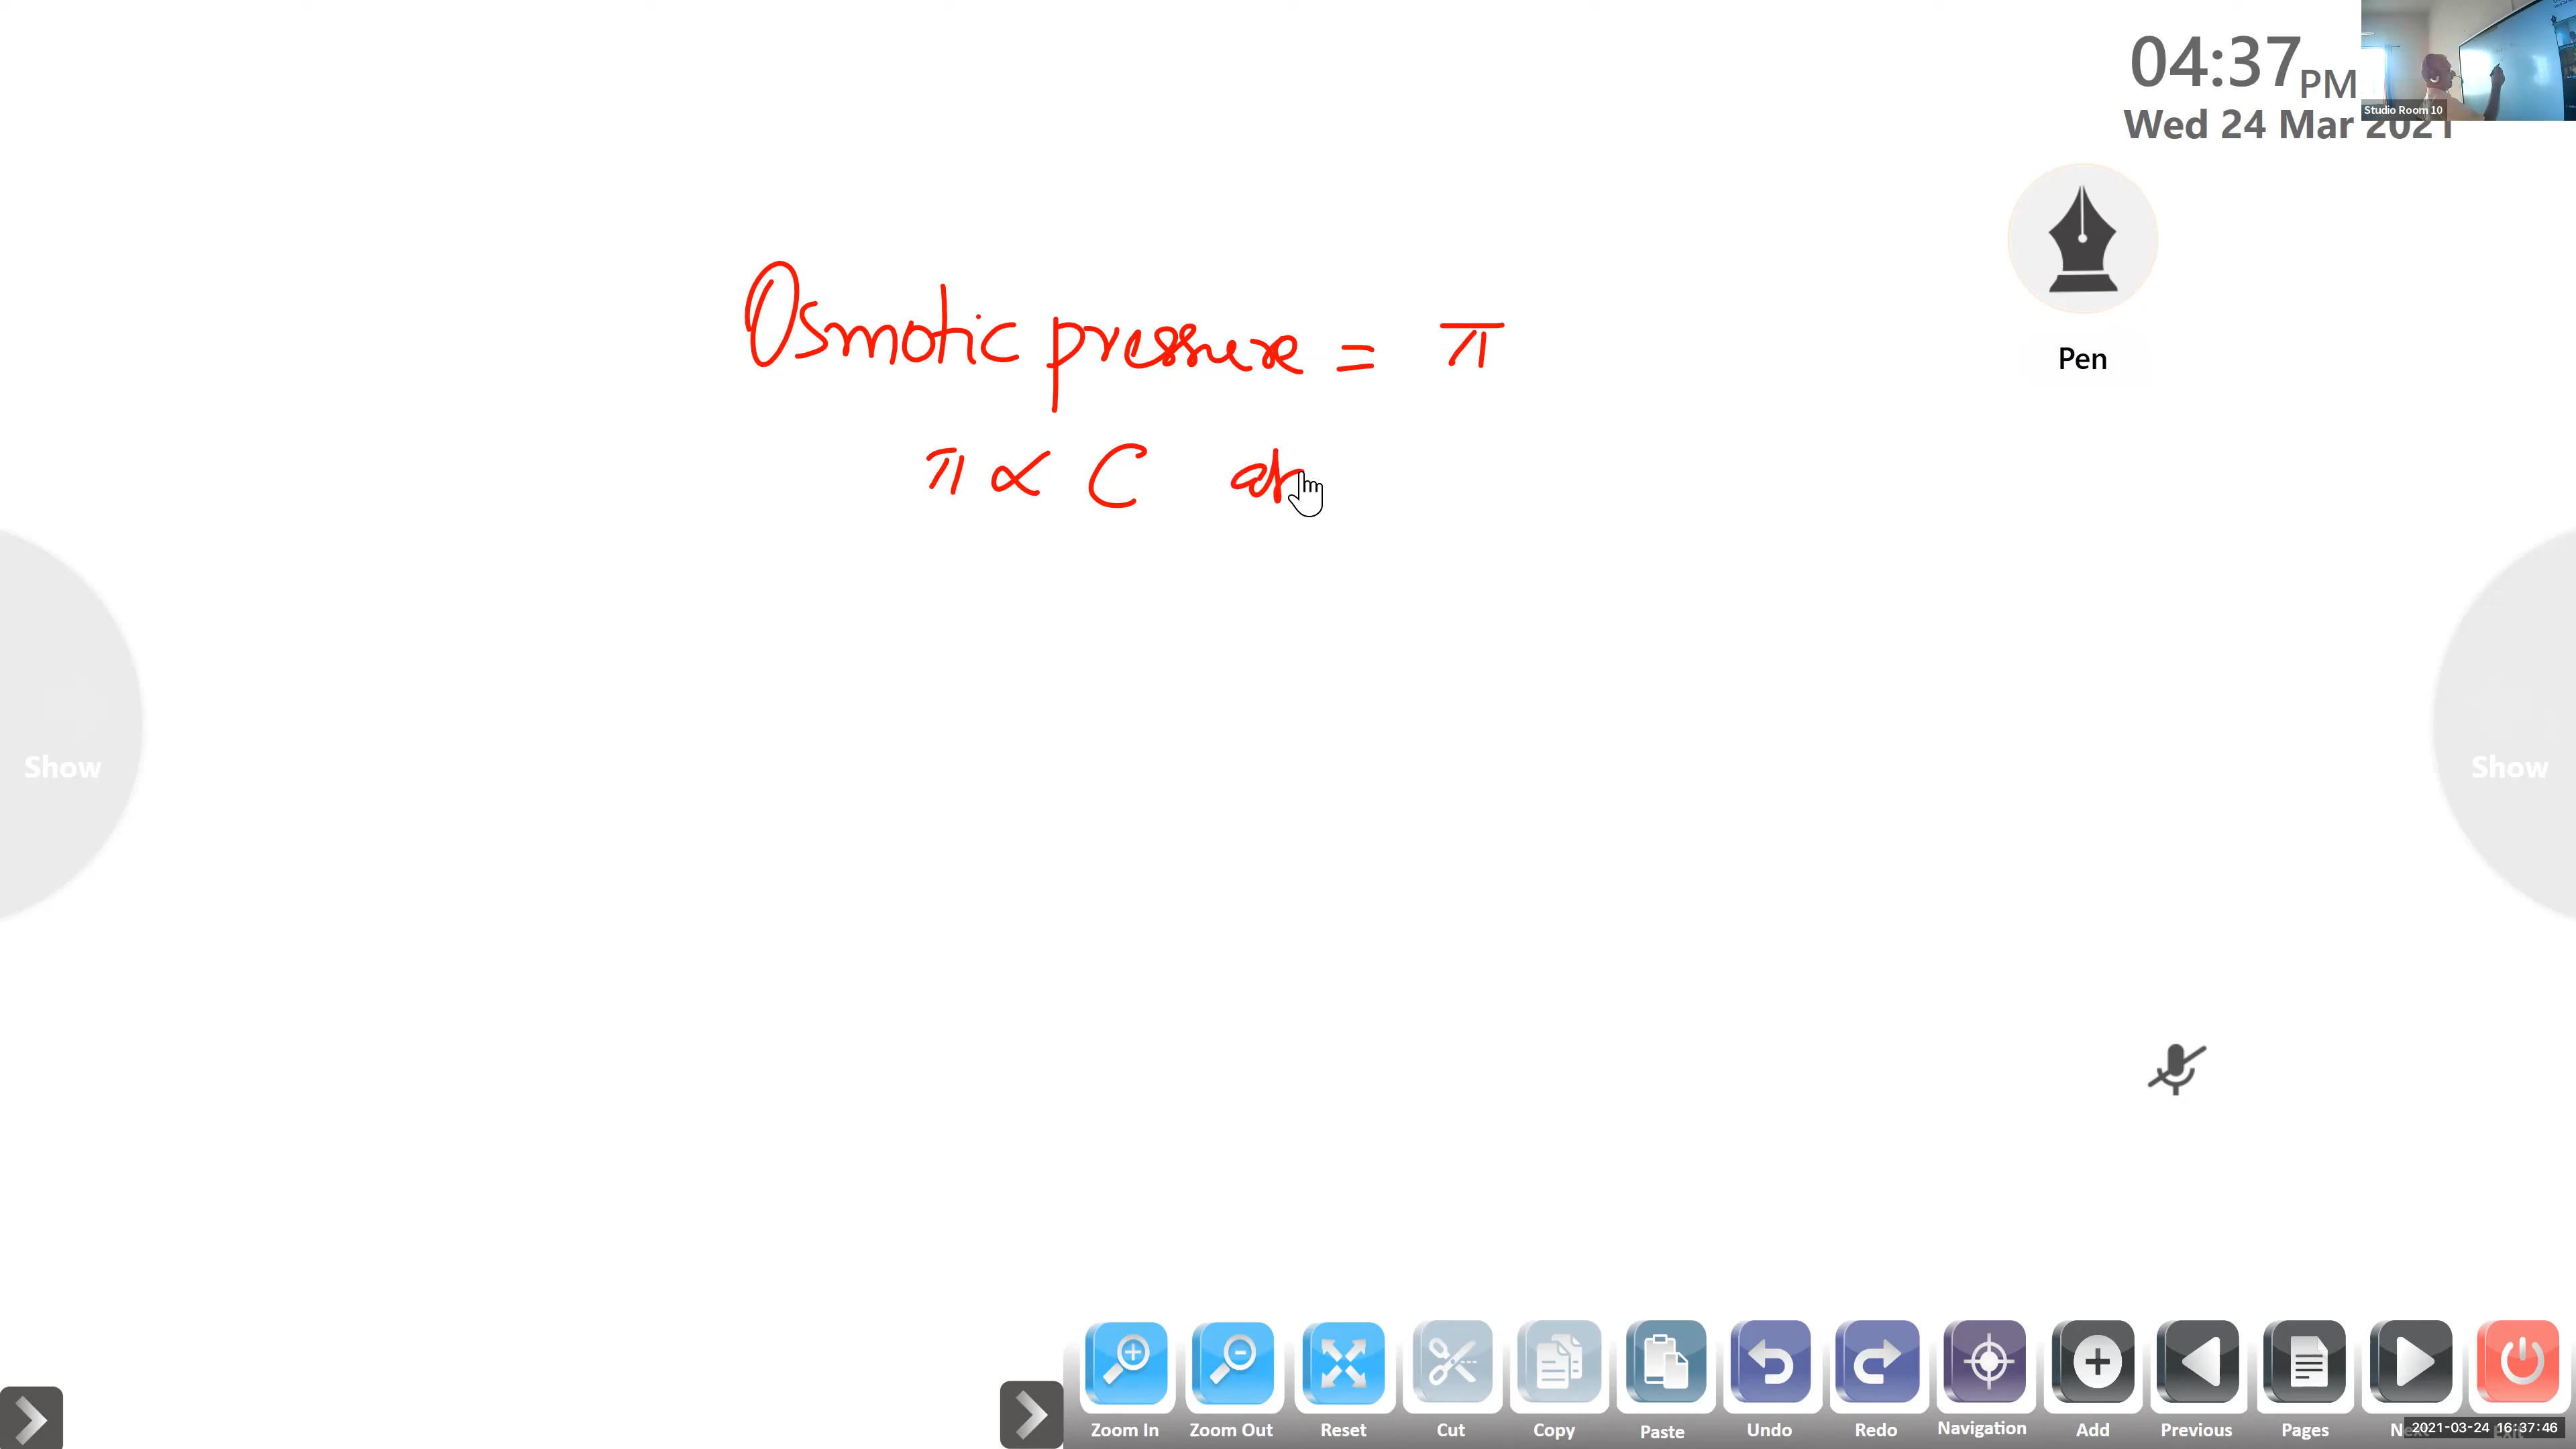 04:37 PM
Studio Room 10
Wed 24 Mar 2021
Pen
Osmotic pressure = π
π ∝ C at
Show
Show
Zoom In Zoom Out Reset Cut Copy Paste Undo Redo Navigation Add Previous Pages
2021-03-24 16:37:46